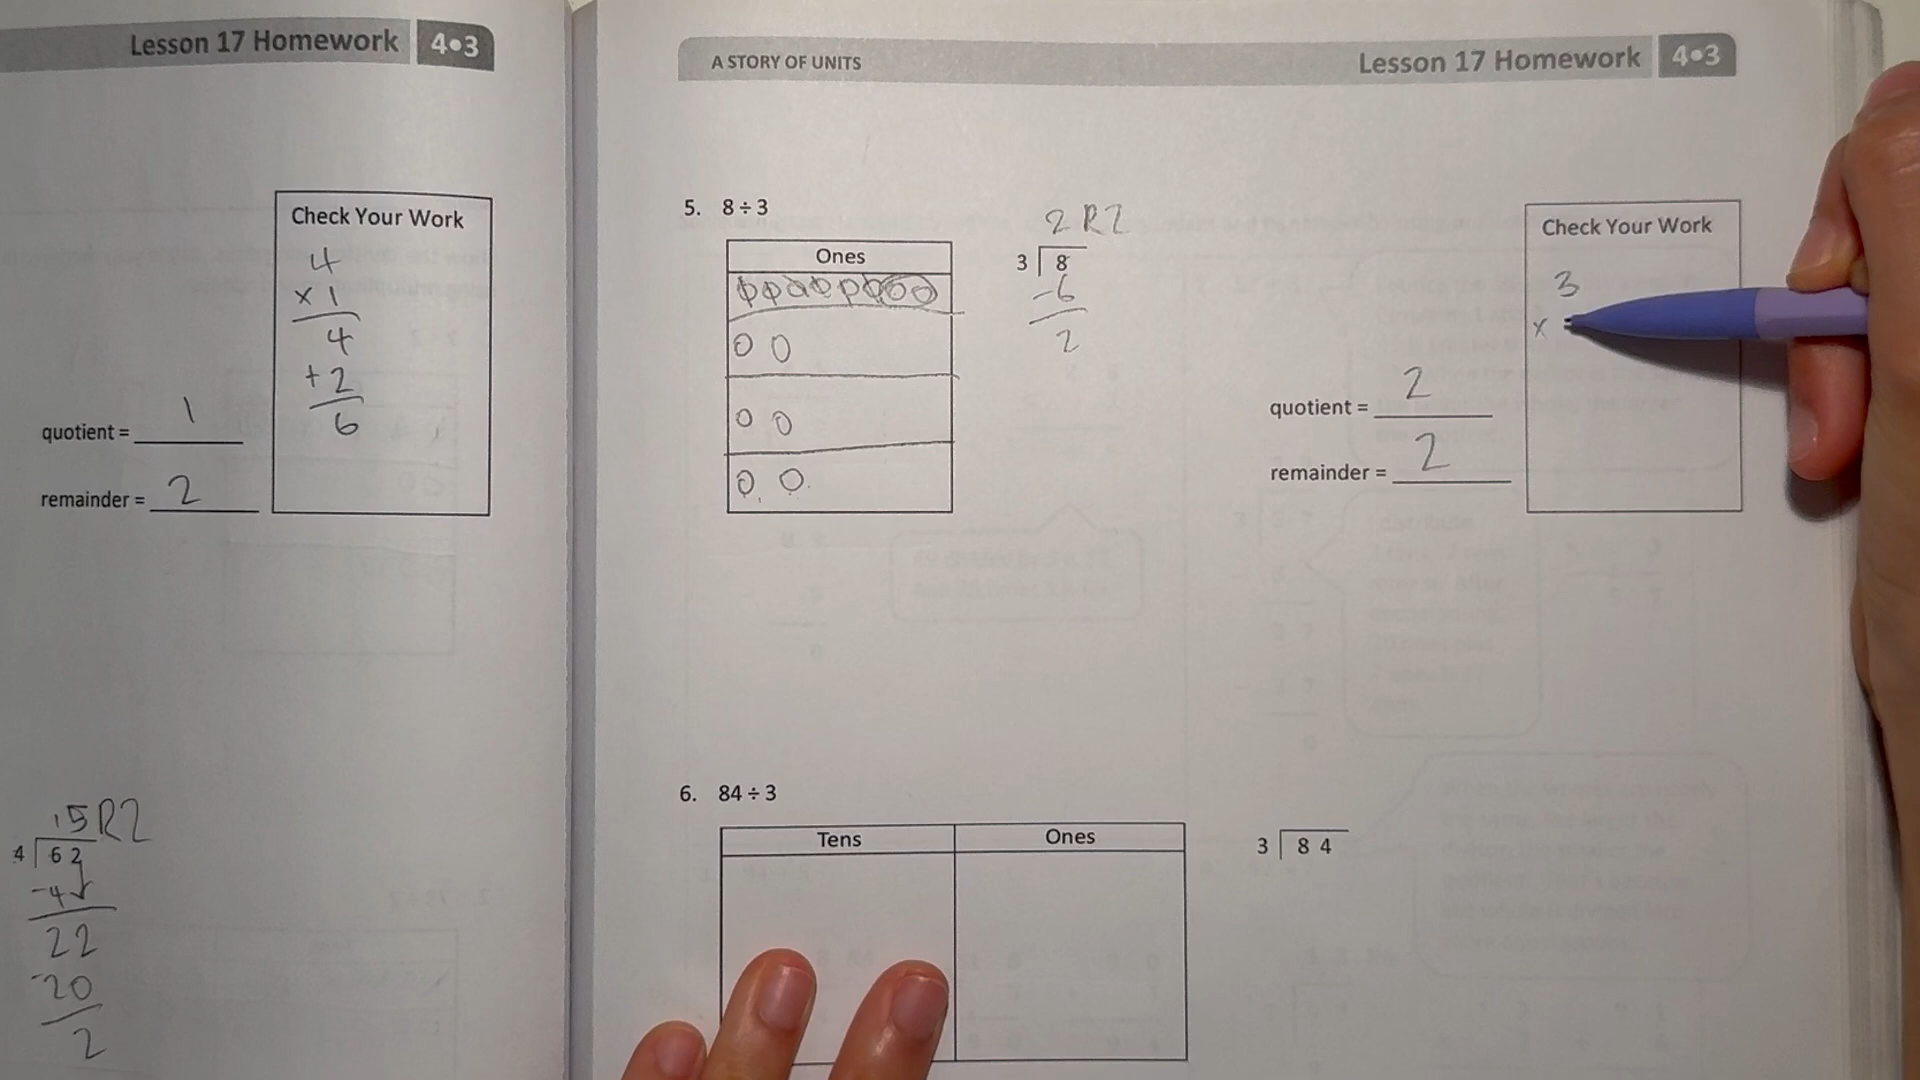 Lesson 17 Homework 4•3
Check Your Work
4
x 1
4
+ 2
6
quotient = 1
remainder = 2
15R2
4 62
-4
22
-20
2
A STORY OF UNITS
Lesson 17 Homework 4•3
5. 8 ÷ 3
Ones
2 R2
3 8
-6
2
quotient = 2
remainder = 2
Check Your Work
3
x
6. 84 ÷ 3
Tens Ones
3 8 4